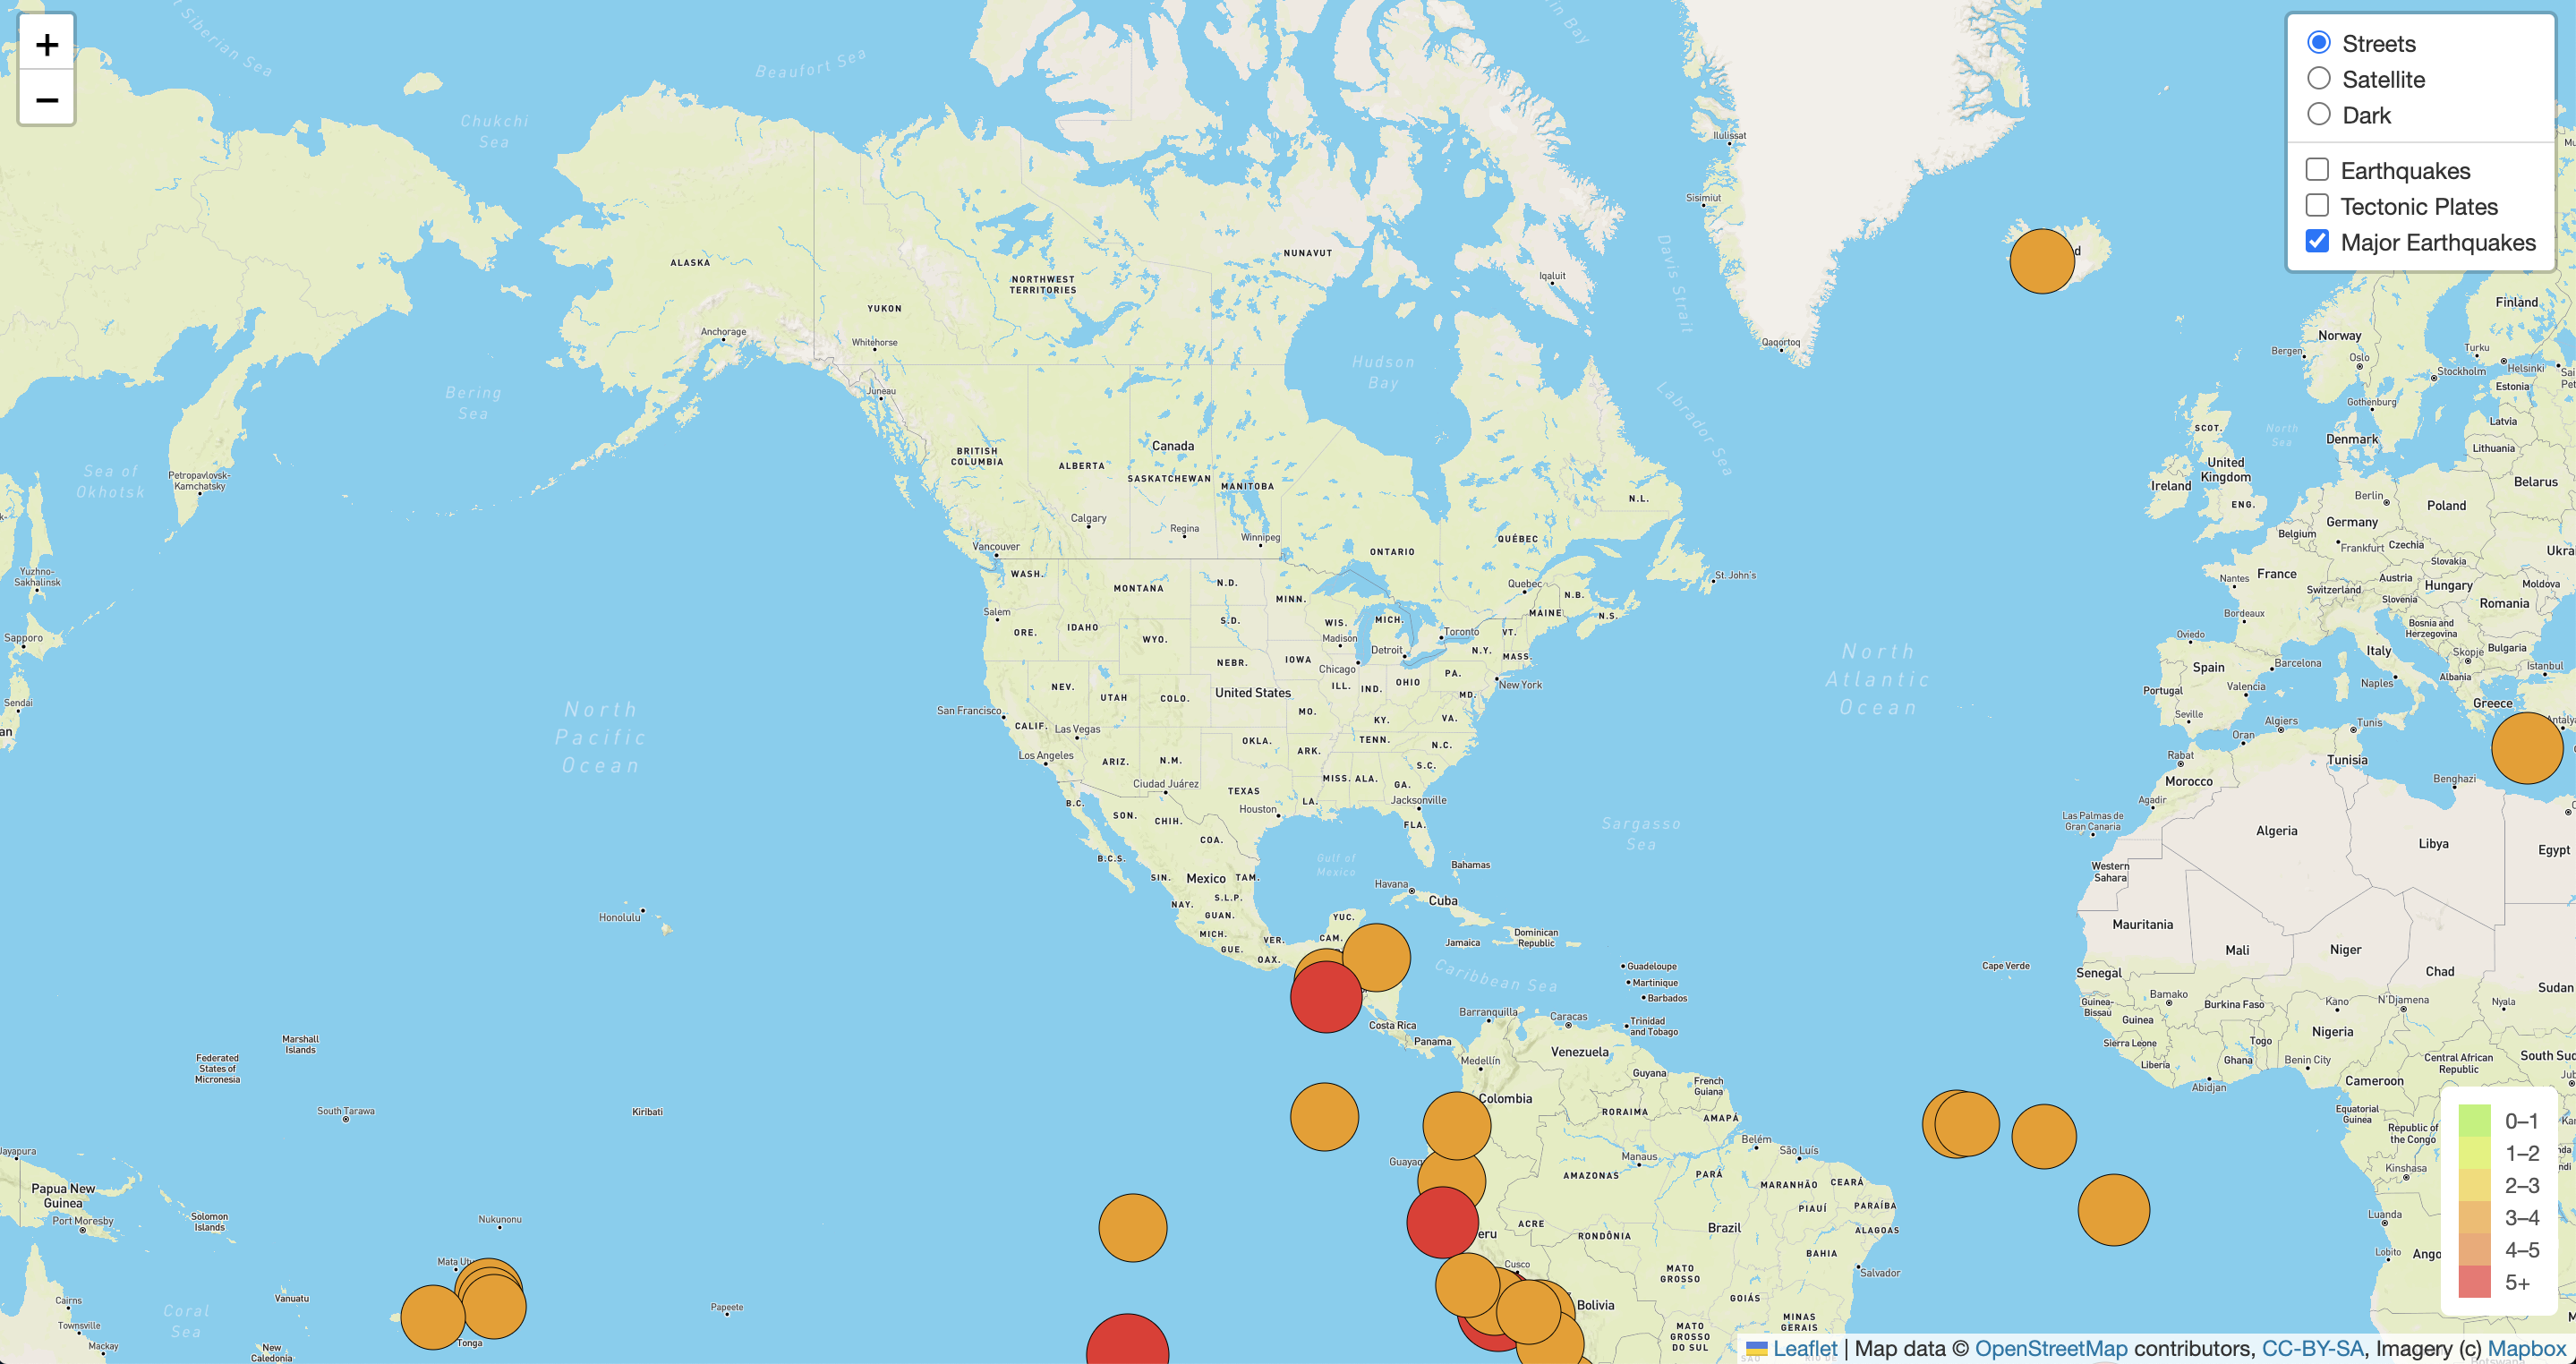 +
−
Streets
Satellite
Dark
Earthquakes
Tectonic Plates
Major Earthquakes
Siberian Sea
Beaufort Sea
Chukchi
Sea
Bering
Sea
Sea of
Okhotsk
Petropavlovsk-
Kamchatsky
Yuzhno-
Sakhalinsk
Sapporo
Sendai
ALASKA
Anchorage
YUKON
Whitehorse
Juneau
NORTHWEST
TERRITORIES
NUNAVUT
Iqaluit
Ilulissat
Sisimiut
Qaqortoq
Davis Strait
Labrador Sea
Hudson
Bay
BRITISH
COLUMBIA
ALBERTA
Canada
SASKATCHEWAN
MANITOBA
Calgary
Regina
Winnipeg
Vancouver
ONTARIO
QUÉBEC
N.L.
St. John's
Quebec
N.B.
MAINE
N.S.
WASH.
MONTANA
N.D.
MINN.
Salem
ORE.
IDAHO
WYO.
S.D.
WIS.
Madison
MICH.
Toronto
VT.
Detroit
N.Y.
MASS.
NEBR.
IOWA
Chicago
PA.
New York
NEV.
UTAH
COLO.
United States
ILL.
IND.
OHIO
MD.
San Francisco
CALIF.
Las Vegas
MO.
KY.
VA.
Los Angeles
ARIZ.
N.M.
OKLA.
ARK.
TENN.
N.C.
MISS.
ALA.
S.C.
GA.
Ciudad Juárez
TEXAS
LA.
Houston
Jacksonville
FLA.
B.C.
SON.
CHIH.
COA.
B.C.S.
SIN.
Mexico
TAM.
S.L.P.
NAY.
GUAN.
MICH.
GUE.
VER.
OAX.
YUC.
CAM.
Gulf of
Mexico
Bahamas
Havana
Cuba
Jamaica
Dominican
Republic
Caribbean Sea
Guadeloupe
Martinique
Barbados
Trinidad
and Tobago
Costa Rica
Panama
Barranquilla
Caracas
Medellín
Venezuela
Guyana
French
Guiana
Colombia
RORAIMA
AMAPÁ
Belém
São Luís
Manaus
AMAZONAS
PARÁ
MARANHÃO
CEARÁ
PARAÍBA
PIAUÍ
ALAGOAS
ACRE
RONDÔNIA
Brazil
BAHIA
Cusco
MATO
GROSSO
Salvador
GOIÁS
Bolivia
MINAS
GERAIS
MATO
GROSSO
DO SUL
North
Pacific
Ocean
Honolulu
Marshall
Islands
Federated
States of
Micronesia
South Tarawa
Kiribati
Papua New
Guinea
Port Moresby
Solomon
Islands
Nukunonu
Vanuatu
Tonga
Papeete
Coral
Sea
Cairns
Townsville
Mackay
New
Caledonia
North
Atlantic
Ocean
Sargasso
Sea
Finland
Norway
Bergen
Oslo
Turku
Helsinki
Stockholm
Estonia
Gothenburg
Latvia
North
Sea
SCOT.
Denmark
Lithuania
United
Kingdom
Ireland
ENG.
Belarus
Berlin
Poland
Germany
Belgium
Frankfurt
Czechia
Slovakia
Nantes
France
Austria
Hungary
Moldova
Switzerland
Slovenia
Romania
Bordeaux
Bosnia and
Herzegovina
Oviedo
Italy
Skopje
Bulgaria
Spain
Barcelona
Albania
Istanbul
Portugal
Valencia
Naples
Greece
Seville
Algiers
Tunis
Oran
Rabat
Tunisia
Morocco
Benghazi
Agadir
Las Palmas de
Gran Canaria
Algeria
Libya
Egypt
Western
Sahara
Mauritania
Mali
Niger
Chad
Sudan
Cape Verde
Senegal
Bamako
Kano
N'Djamena
Nyala
Guinea-
Bissau
Burkina Faso
Guinea
Nigeria
Sierra Leone
Togo
Ghana
Benin City
Central African
Republic
Liberia
Abidjan
Cameroon
Equatorial
Guinea
Republic of
the Congo
Kinshasa
Luanda
Lobito
0–1
1–2
2–3
3–4
4–5
5+
Leaflet | Map data © OpenStreetMap contributors, CC-BY-SA, Imagery (c) Mapbox